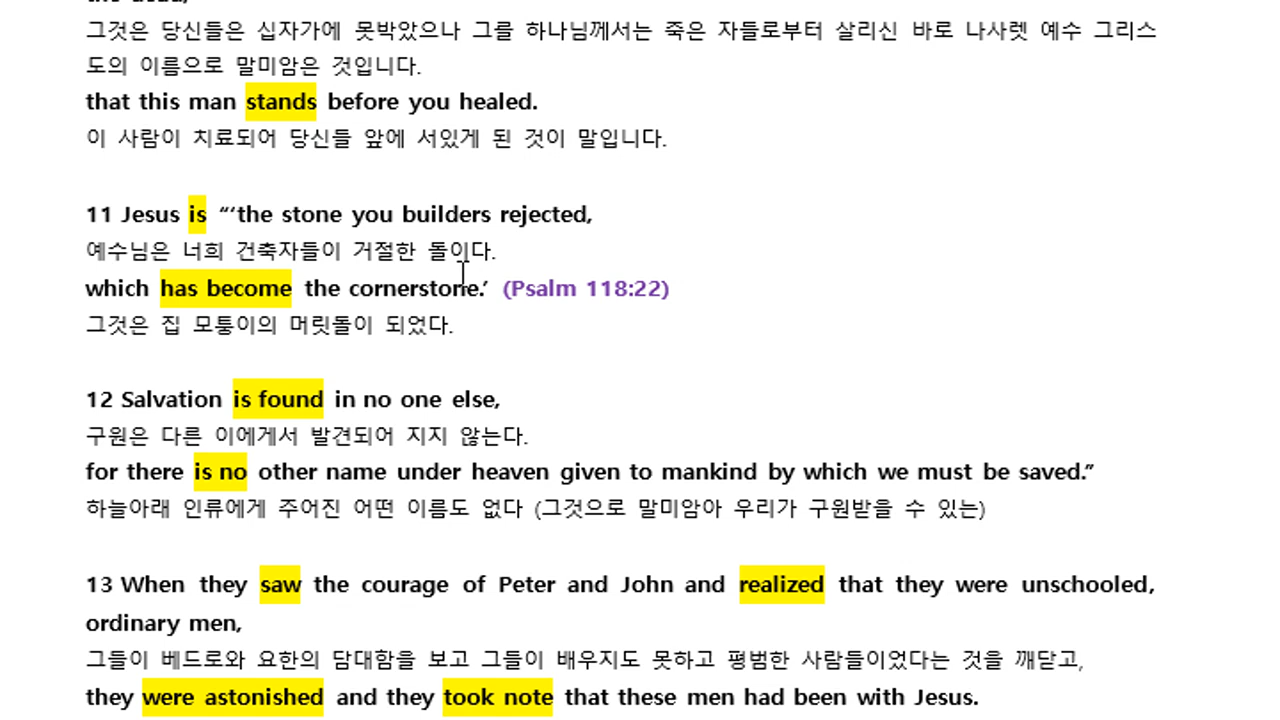 그것은 당신들은 십자가에 못박았으나 그를 하나님께서는 죽은 자들로부터 살리신 바로 나사렛 예수 그리스
도의 이름으로 말미암은 것입니다.
that this man stands before you healed.
이 사람이 치료되어 당신들 앞에 서있게 된 것이 말입니다.
11 Jesus is “‘the stone you builders rejected,
예수님은 너희 건축자들이 거절한 돌이다.
which has become the cornerstone.’ (Psalm 118:22)
그것은 집 모퉁이의 머릿돌이 되었다.
12 Salvation is found in no one else,
구원은 다른 이에게서 발견되어 지지 않는다.
for there is no other name under heaven given to mankind by which we must be saved.”
하늘아래 인류에게 주어진 어떤 이름도 없다 (그것으로 말미암아 우리가 구원받을 수 있는)
13 When they saw the courage of Peter and John and realized that they were unschooled,
ordinary men,
그들이 베드로와 요한의 담대함을 보고 그들이 배우지도 못하고 평범한 사람들이었다는 것을 깨닫고,
they were astonished and they took note that these men had been with Jesus.